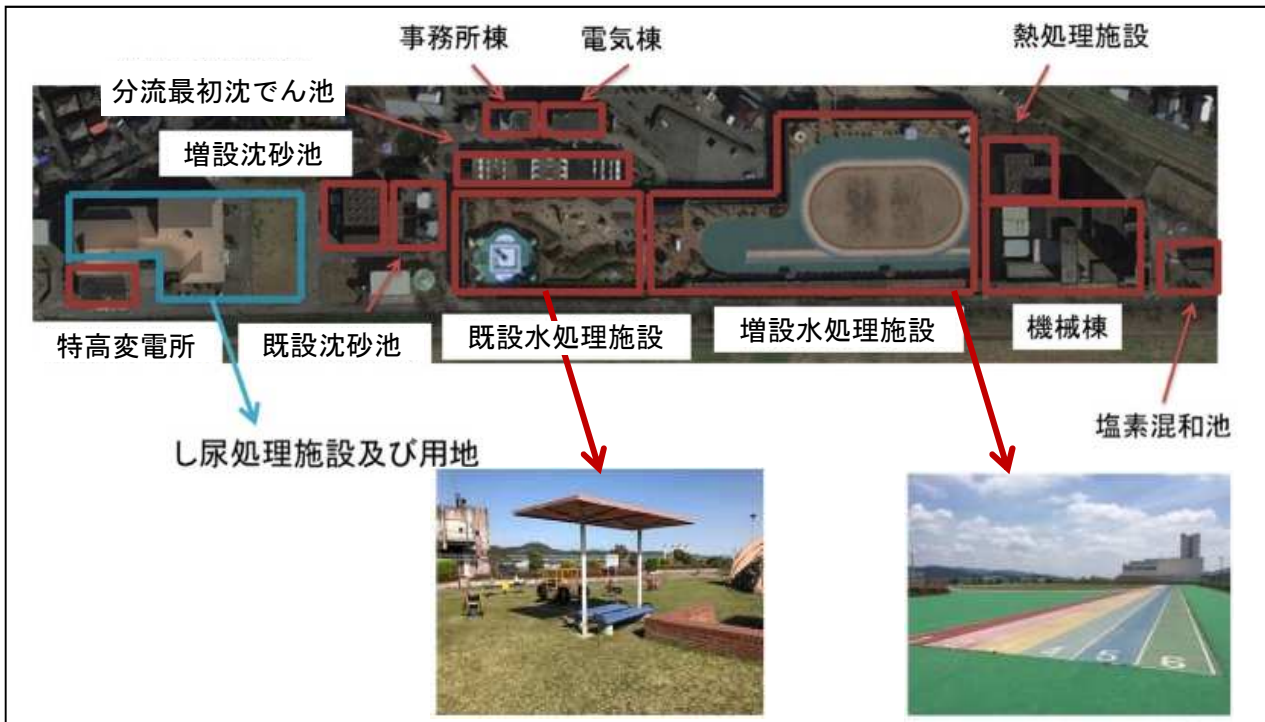 事務所棟
電気棟
熱処理施設
分流最初沈でん池
増設沈砂池
特高変電所
既設沈砂池
既設水処理施設
増設水処理施設
機械棟
塩素混和池
し尿処理施設及び用地
5
6